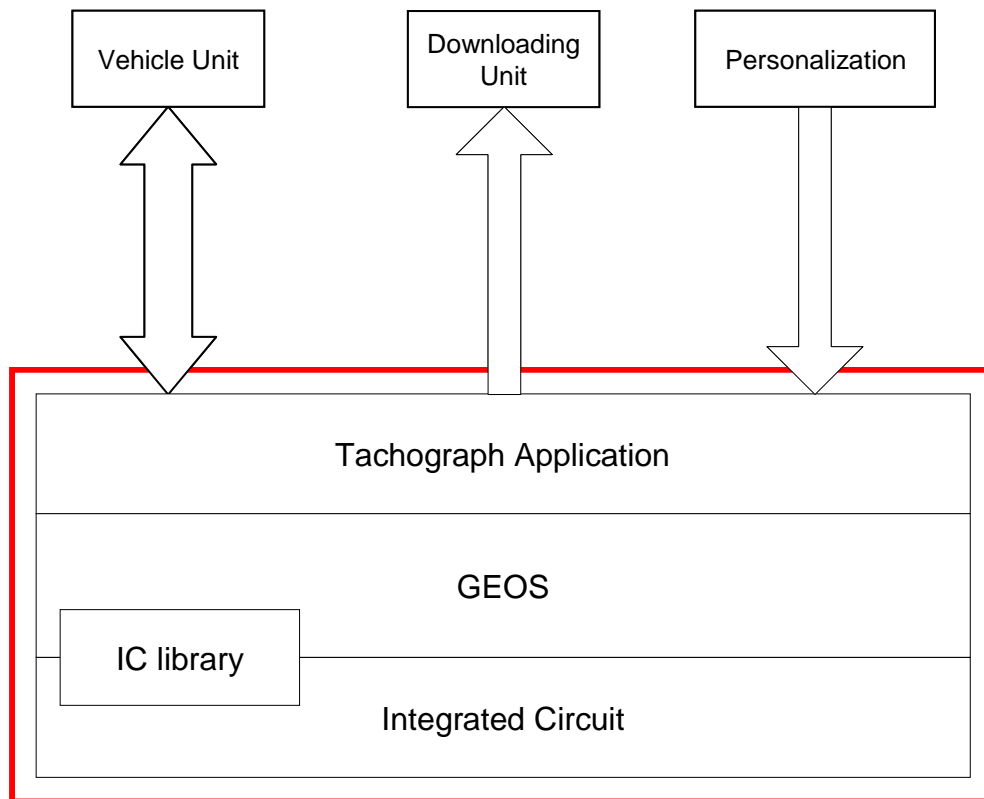 Vehicle Unit
Downloading
Unit
Personalization
Tachograph Application
GEOS
IC library
Integrated Circuit